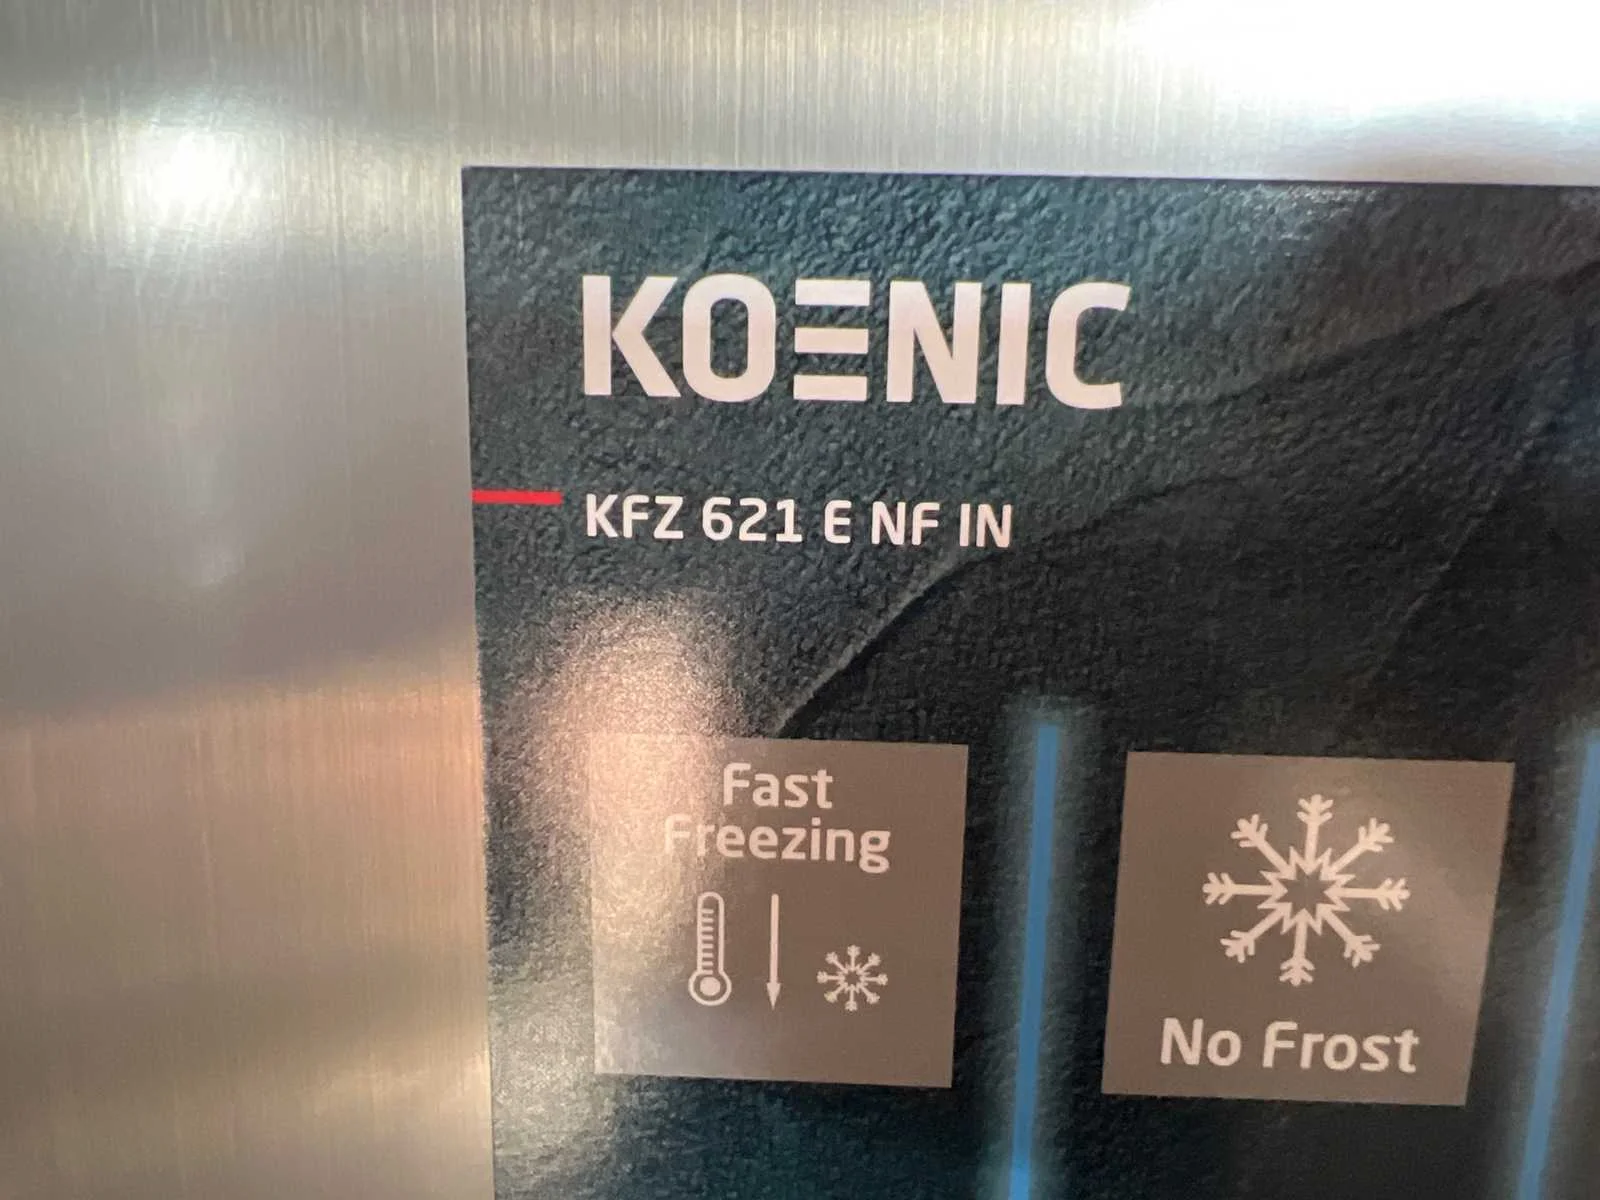 KOENIC
KFZ 621 E NF IN
Fast
Freezing
No Frost